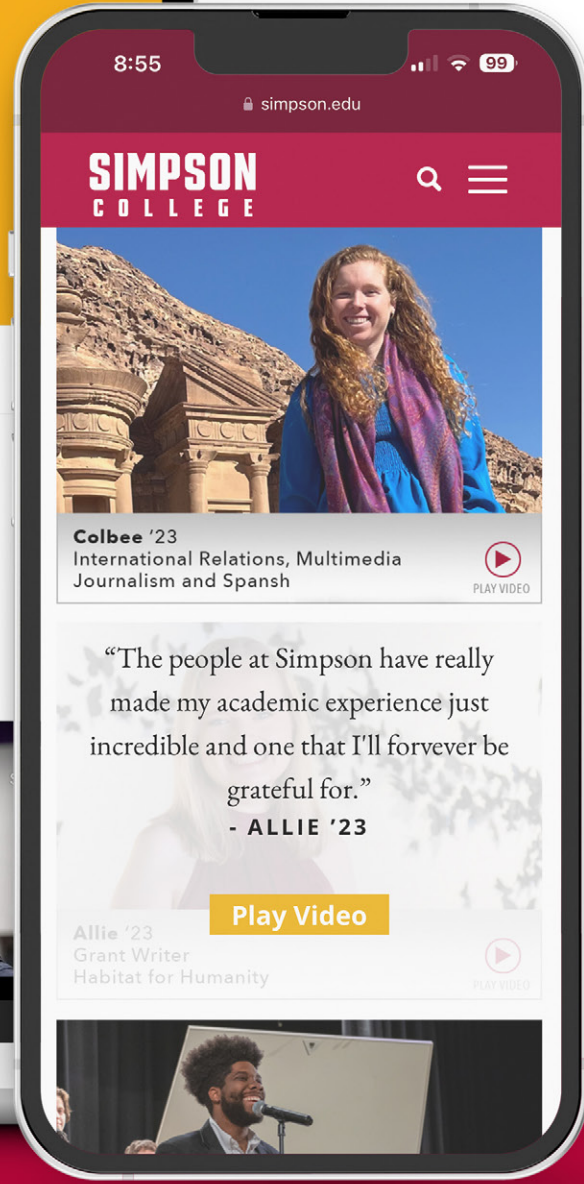 8:55
99
simpson.edu
SIMPSON
COLLEGE
Colbee ’23
International Relations, Multimedia
Journalism and Spansh
PLAY VIDEO
“The people at Simpson have really
made my academic experience just
incredible and one that I'll forvever be
grateful for.”
- ALLIE ’23
Play Video
Allie ’23
Grant Writer
Habitat for Humanity
PLAY VIDEO